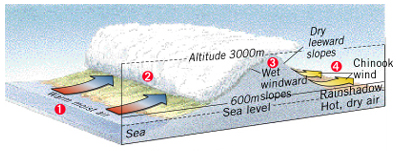 Dry
leeward
slopes
Altitude 3000m
3
4
Chinook
wind
2
Wet
windward
slopes
600m
Rainshadow
Hot, dry air
1
Warm moist air
Sea level
Sea